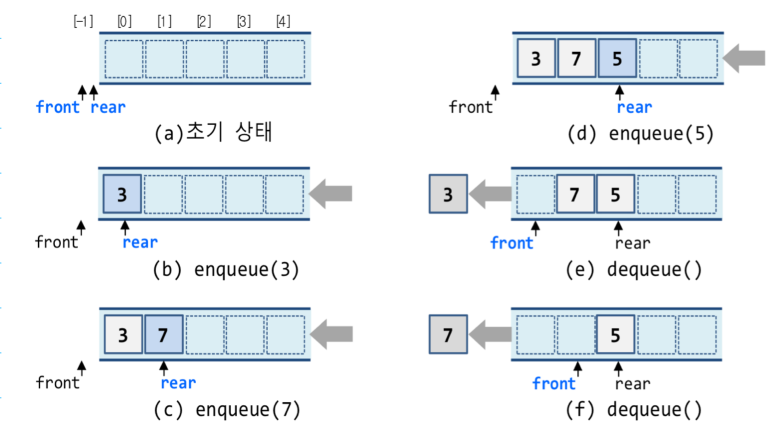 [-1] [0] [1] [2] [3] [4]
front rear
(a)초기 상태
3
front rear
(b) enqueue(3)
3 7
front rear
(c) enqueue(7)
3 7 5
front rear
(d) enqueue(5)
3 7 5
front rear
(e) dequeue()
7 5
front rear
(f) dequeue()